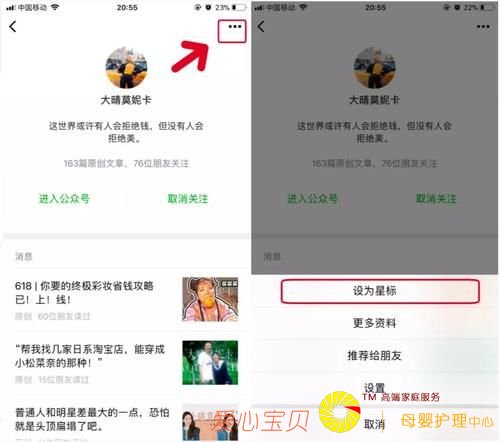 中国移动
20:55
23%
•••
大晴莫妮卡
这世界或许有人会拒绝钱，但没有人会
拒绝美。
163篇原创文章，76位朋友关注
进入公众号
取消关注
消息
618 | 你要的终极彩妆省钱攻略
已！上！线！
原创 60位朋友读过
“帮我找几家日系淘宝店，能穿成
小松菜奈的那种！”
原创 15位朋友读过
普通人和明星差最大的一点，恐怕
就是头顶扁塌了吧！
中国移动
20:55
22%
•••
大晴莫妮卡
这世界或许有人会拒绝钱，但没有人会
拒绝美。
163篇原创文章，76位朋友关注
进入公众号
取消关注
消息
设为星标
更多资料
推荐给朋友
设置
取消
爱心宝贝
TM 高端家庭服务
母婴护理中心